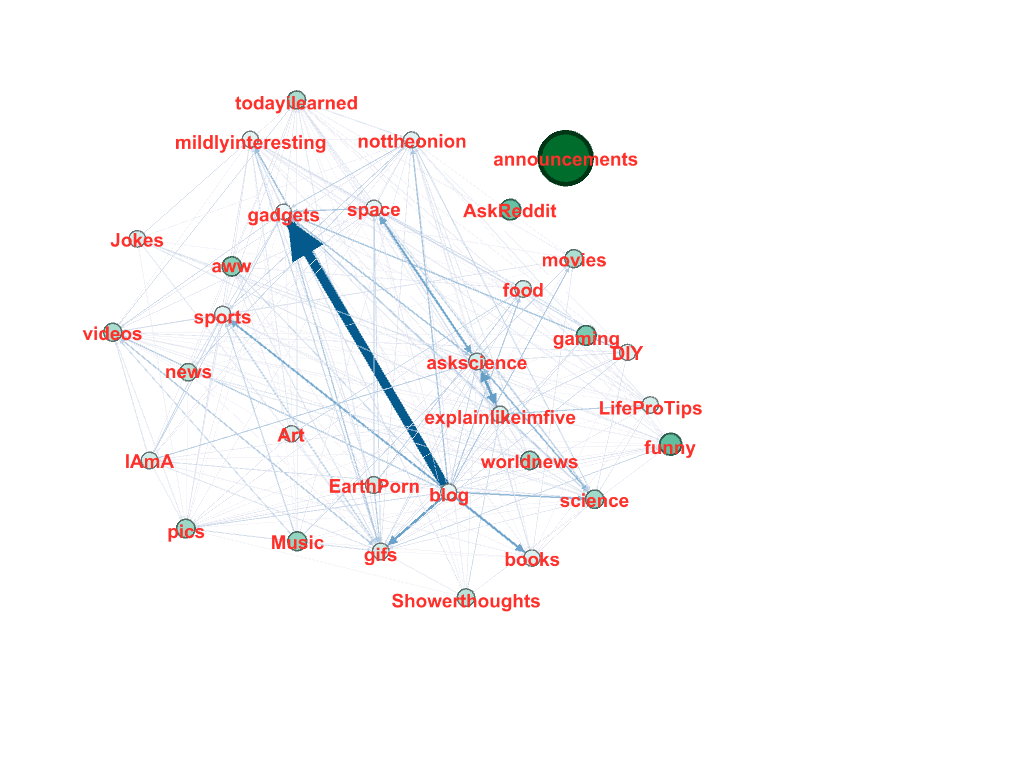 todayilearned
mildlyinteresting
nottheonion
announcements
gadgets
space
AskReddit
Jokes
aww
movies
food
sports
videos
gaming
DIY
news
askscience
explainlikeimfive
LifeProTips
Art
funny
IAmA
worldnews
EarthPorn
blog
science
pics
Music
gifs
books
Showerthoughts